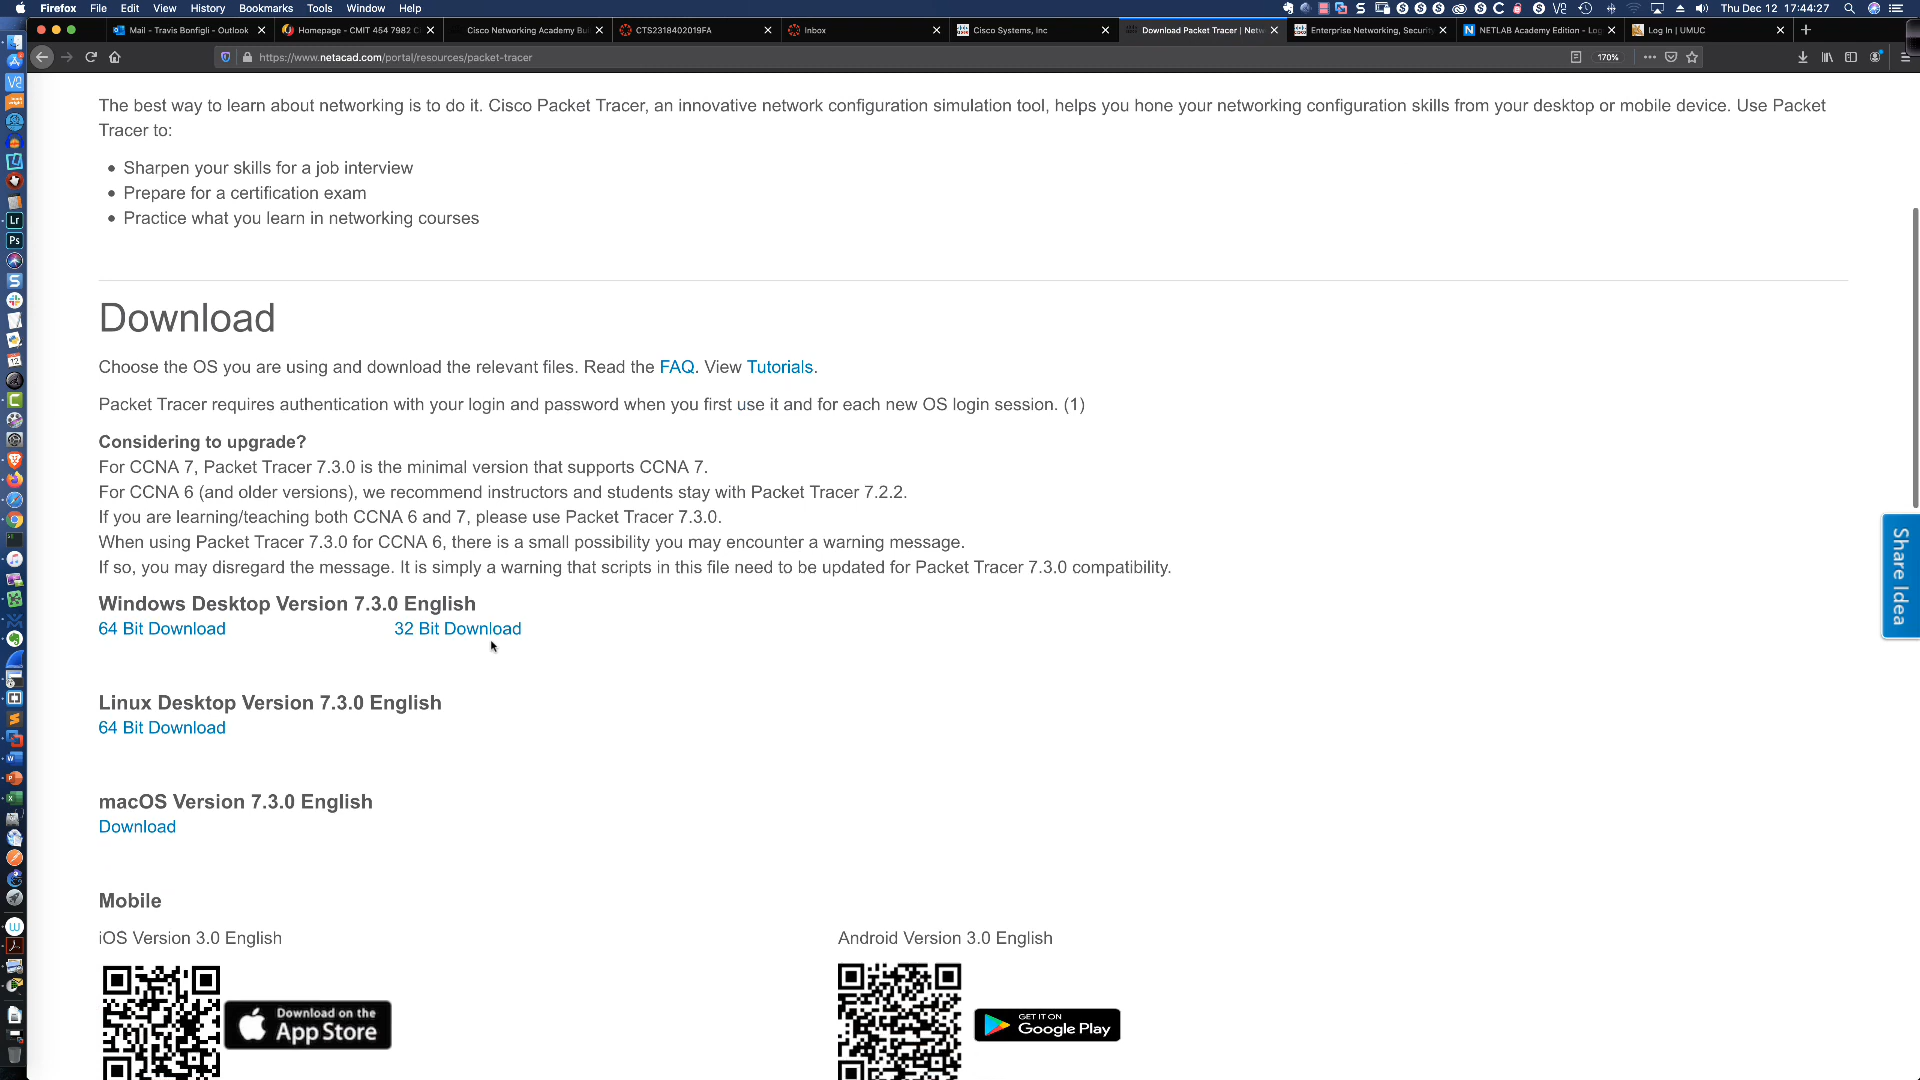 Firefox File Edit View History Bookmarks Tools Window Help
Thu Dec 12 17:44:27
Mail - Travis Bonfigli - Outlook
Homepage - CMIT 454 7982 C
Cisco Networking Academy Bui
CTS2318402019FA
Inbox
Cisco Systems, Inc
Download Packet Tracer | Netw
Enterprise Networking, Security
NETLAB Academy Edition - Log
Log In | UMUC
https://www.netacad.com/portal/resources/packet-tracer
170%
The best way to learn about networking is to do it. Cisco Packet Tracer, an innovative network configuration simulation tool, helps you hone your networking configuration skills from your desktop or mobile device. Use Packet
Tracer to:
• Sharpen your skills for a job interview
• Prepare for a certification exam
• Practice what you learn in networking courses
Download
Choose the OS you are using and download the relevant files. Read the FAQ. View Tutorials.
Packet Tracer requires authentication with your login and password when you first use it and for each new OS login session. (1)
Considering to upgrade?
For CCNA 7, Packet Tracer 7.3.0 is the minimal version that supports CCNA 7.
For CCNA 6 (and older versions), we recommend instructors and students stay with Packet Tracer 7.2.2.
If you are learning/teaching both CCNA 6 and 7, please use Packet Tracer 7.3.0.
When using Packet Tracer 7.3.0 for CCNA 6, there is a small possibility you may encounter a warning message.
If so, you may disregard the message. It is simply a warning that scripts in this file need to be updated for Packet Tracer 7.3.0 compatibility.
Share Idea
Windows Desktop Version 7.3.0 English
64 Bit Download 32 Bit Download
Linux Desktop Version 7.3.0 English
64 Bit Download
macOS Version 7.3.0 English
Download
Mobile
iOS Version 3.0 English
Android Version 3.0 English
Download on the
App Store
GET IT ON
Google Play
Lr
Ps